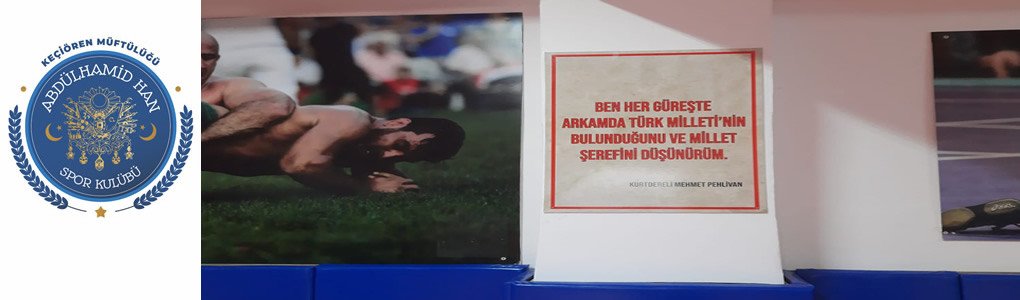 KEÇİÖREN MÜFTÜLÜĞÜ
ABDÜLHAMİD HAN
SPOR KULÜBÜ
BEN HER GÜREŞTE
ARKAMDA TÜRK MİLLETİ'NİN
BULUNDUĞUNU VE MİLLET
ŞEREFİNİ DÜŞÜNÜRÜM.
KURTDERELİ MEHMET PEHLİVAN